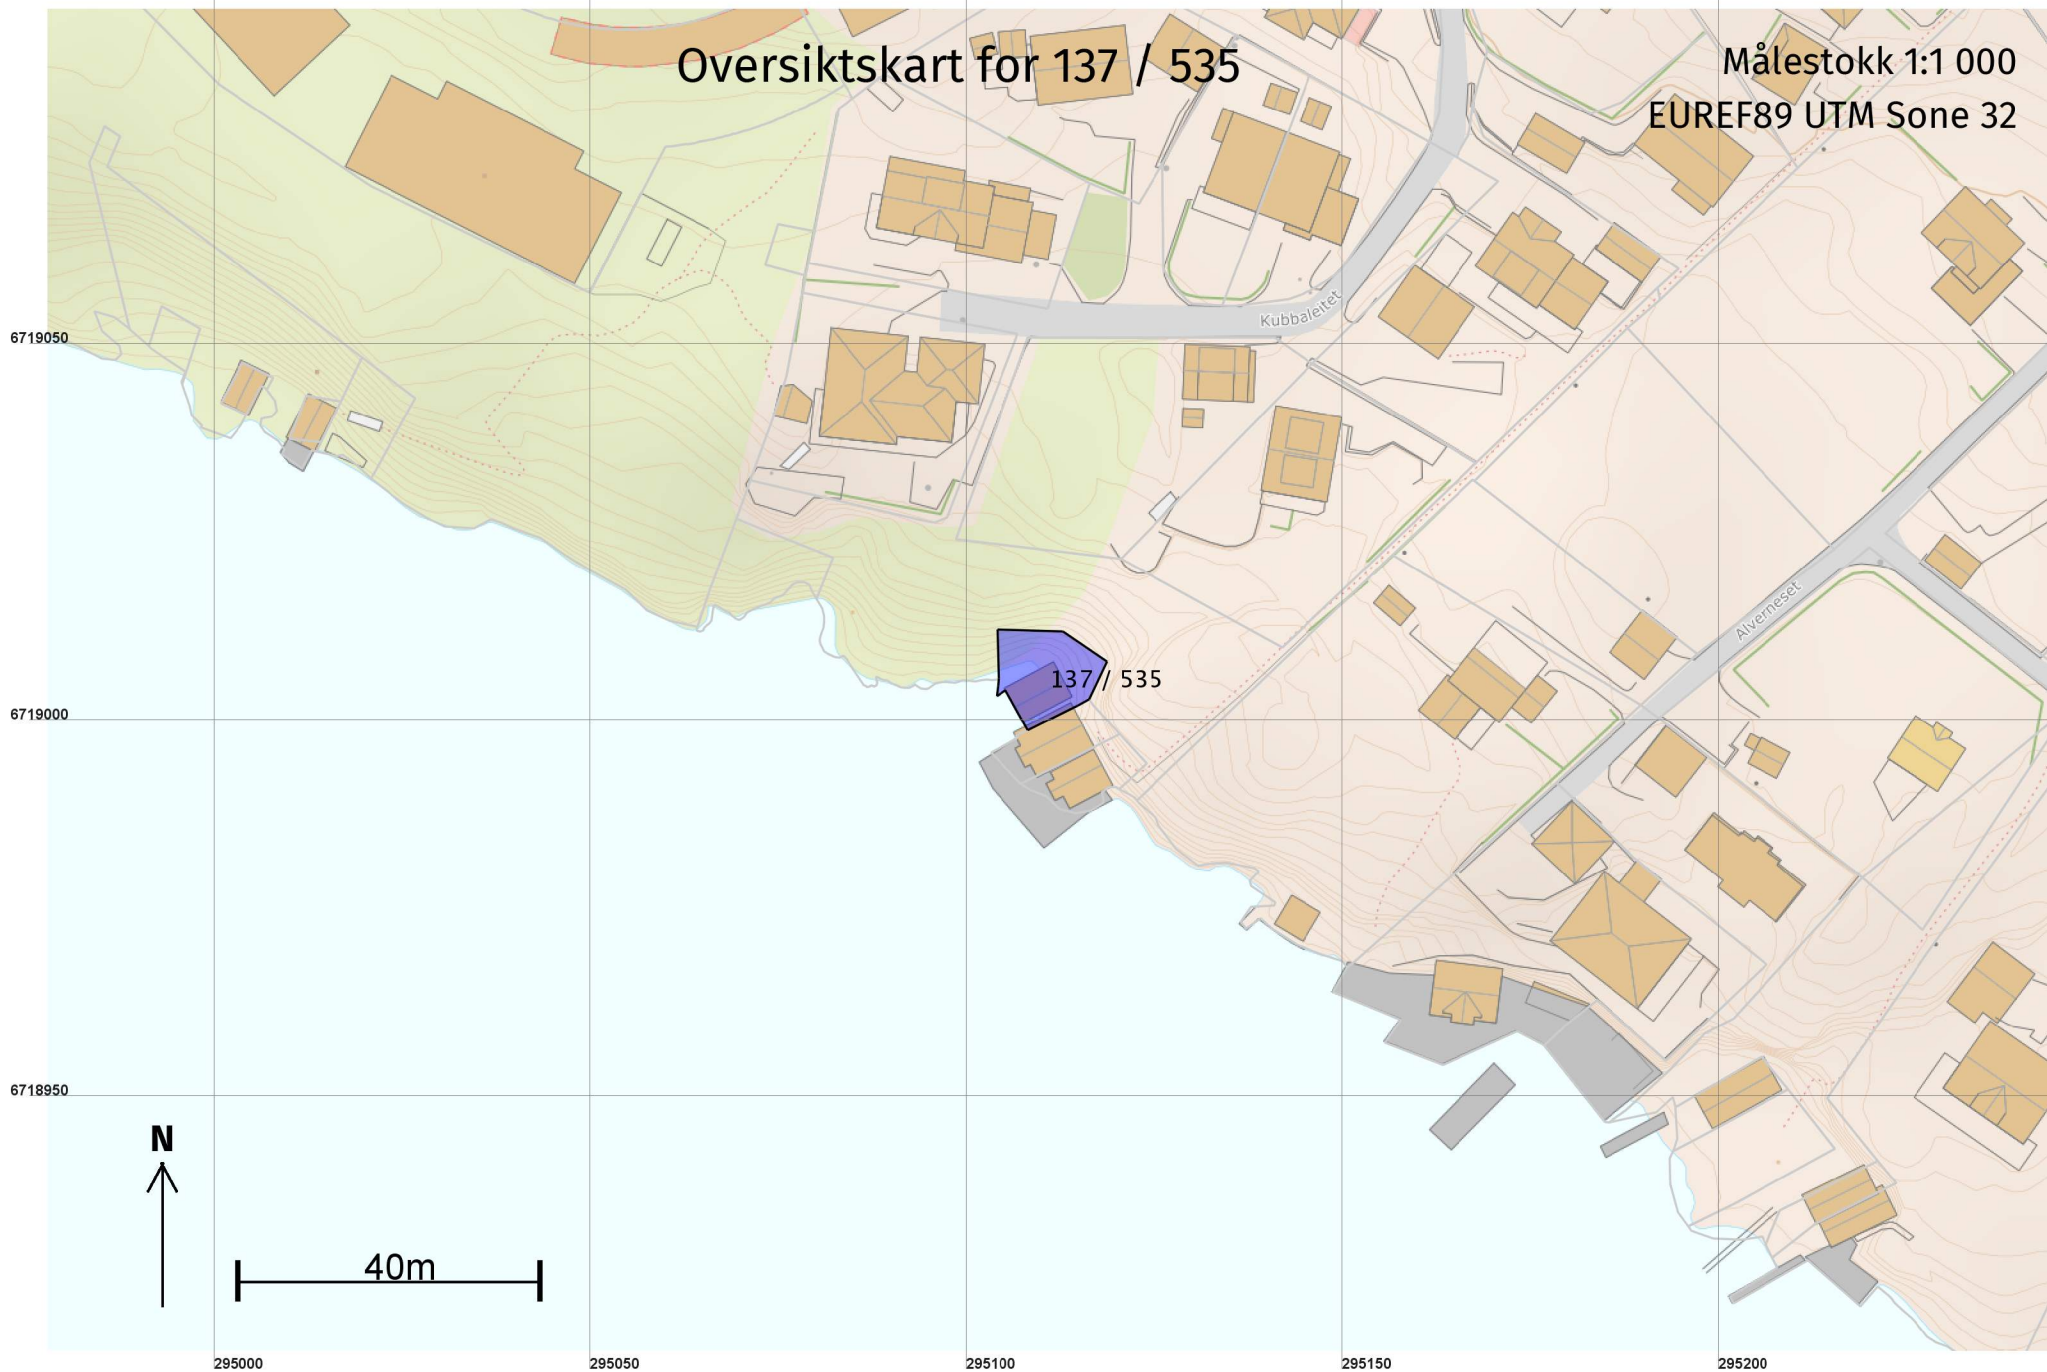 Oversiktskart for 137 / 535
Målestokk 1:1 000
EUREF89 UTM Sone 32
Kubbaleitet
6719050
Alverneset
137 / 535
6719000
6718950
N
40m
295000
295050
295100
295150
295200